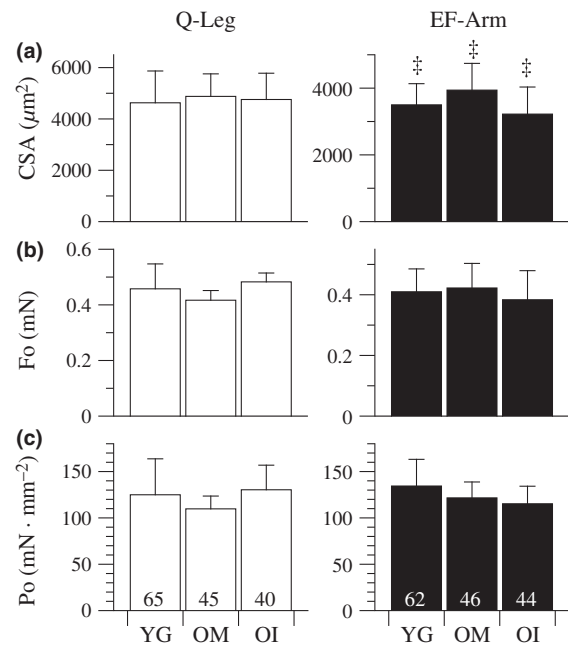 Q-Leg EF-Arm
(a)
CSA (μm²)
6000
4000
2000
0
4000
2000
0
‡ ‡ ‡
(b)
Fo (mN)
0.6
0.4
0.2
0
0.4
0.2
0
(c)
Po (mN · mm⁻²)
150
100
50
0
150
100
50
0
65 45 40 62 46 44
YG OM OI YG OM OI